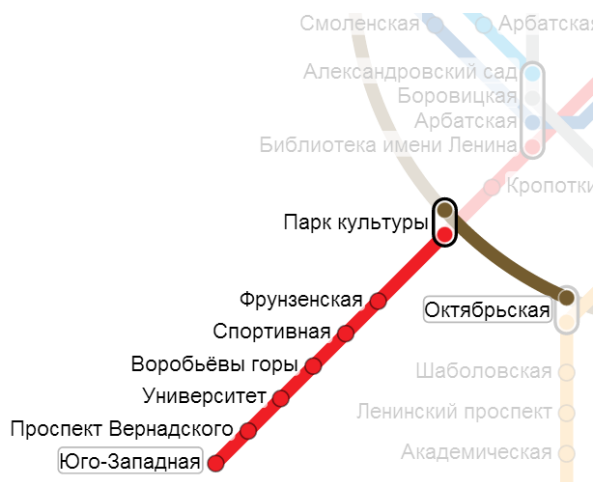 Смоленская
Арбатская
Александровский сад
Боровицкая
Арбатская
Библиотека имени Ленина
Кропотки
Парк культуры
Фрунзенская
Октябрьская
Спортивная
Воробьёвы горы
Шаболовская
Университет
Ленинский проспект
Проспект Вернадского
Академическая
Юго-Западная